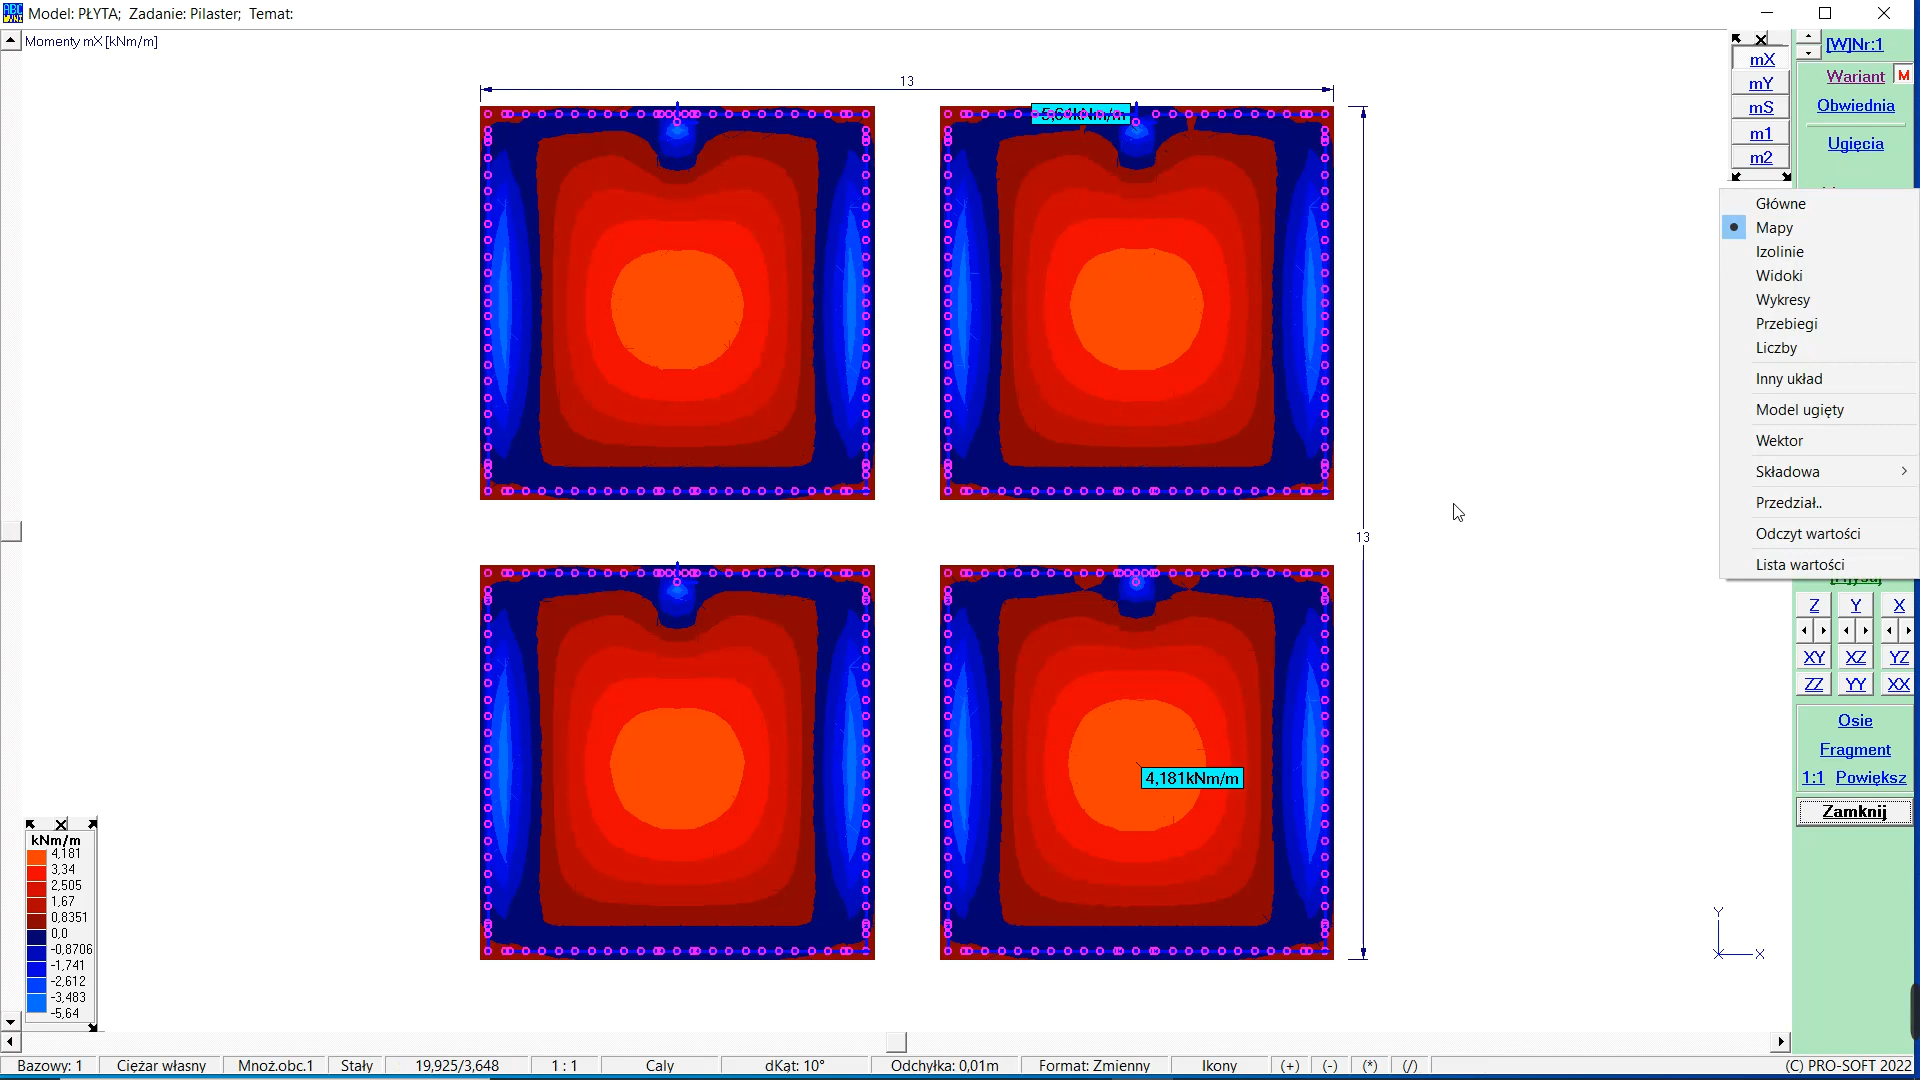 Model: PŁYTA;  Zadanie: Pilaster;  Temat:
Momenty mX [kNm/m]
13
5,64kNm/m
13
4,181kNm/m
mX
mY
mS
m1
m2
[W]Nr:1
Wariant M
Obwiednia
Ugięcia
Główne
Mapy
Izolinie
Widoki
Wykresy
Przebiegi
Liczby
Inny układ
Model ugięty
Wektor
Składowa
Przedział..
Odczyt wartości
Lista wartości
Z Y X
XY XZ YZ
ZZ YY XX
Osie
Fragment
1:1 Powiększ
Zamknij
kNm/m
4,181
3,34
2,505
1,67
0,8351
0,0
-0,8706
-1,741
-2,612
-3,483
-5,64
Y
X
Bazowy: 1 Ciężar własny Mnoż.obc.1 Stały 19,925/3,648 1 : 1 Cały dKąt: 10° Odchyłka: 0,01m Format: Zmienny Ikony (+) (-) (*) (/) (C) PRO-SOFT 2022